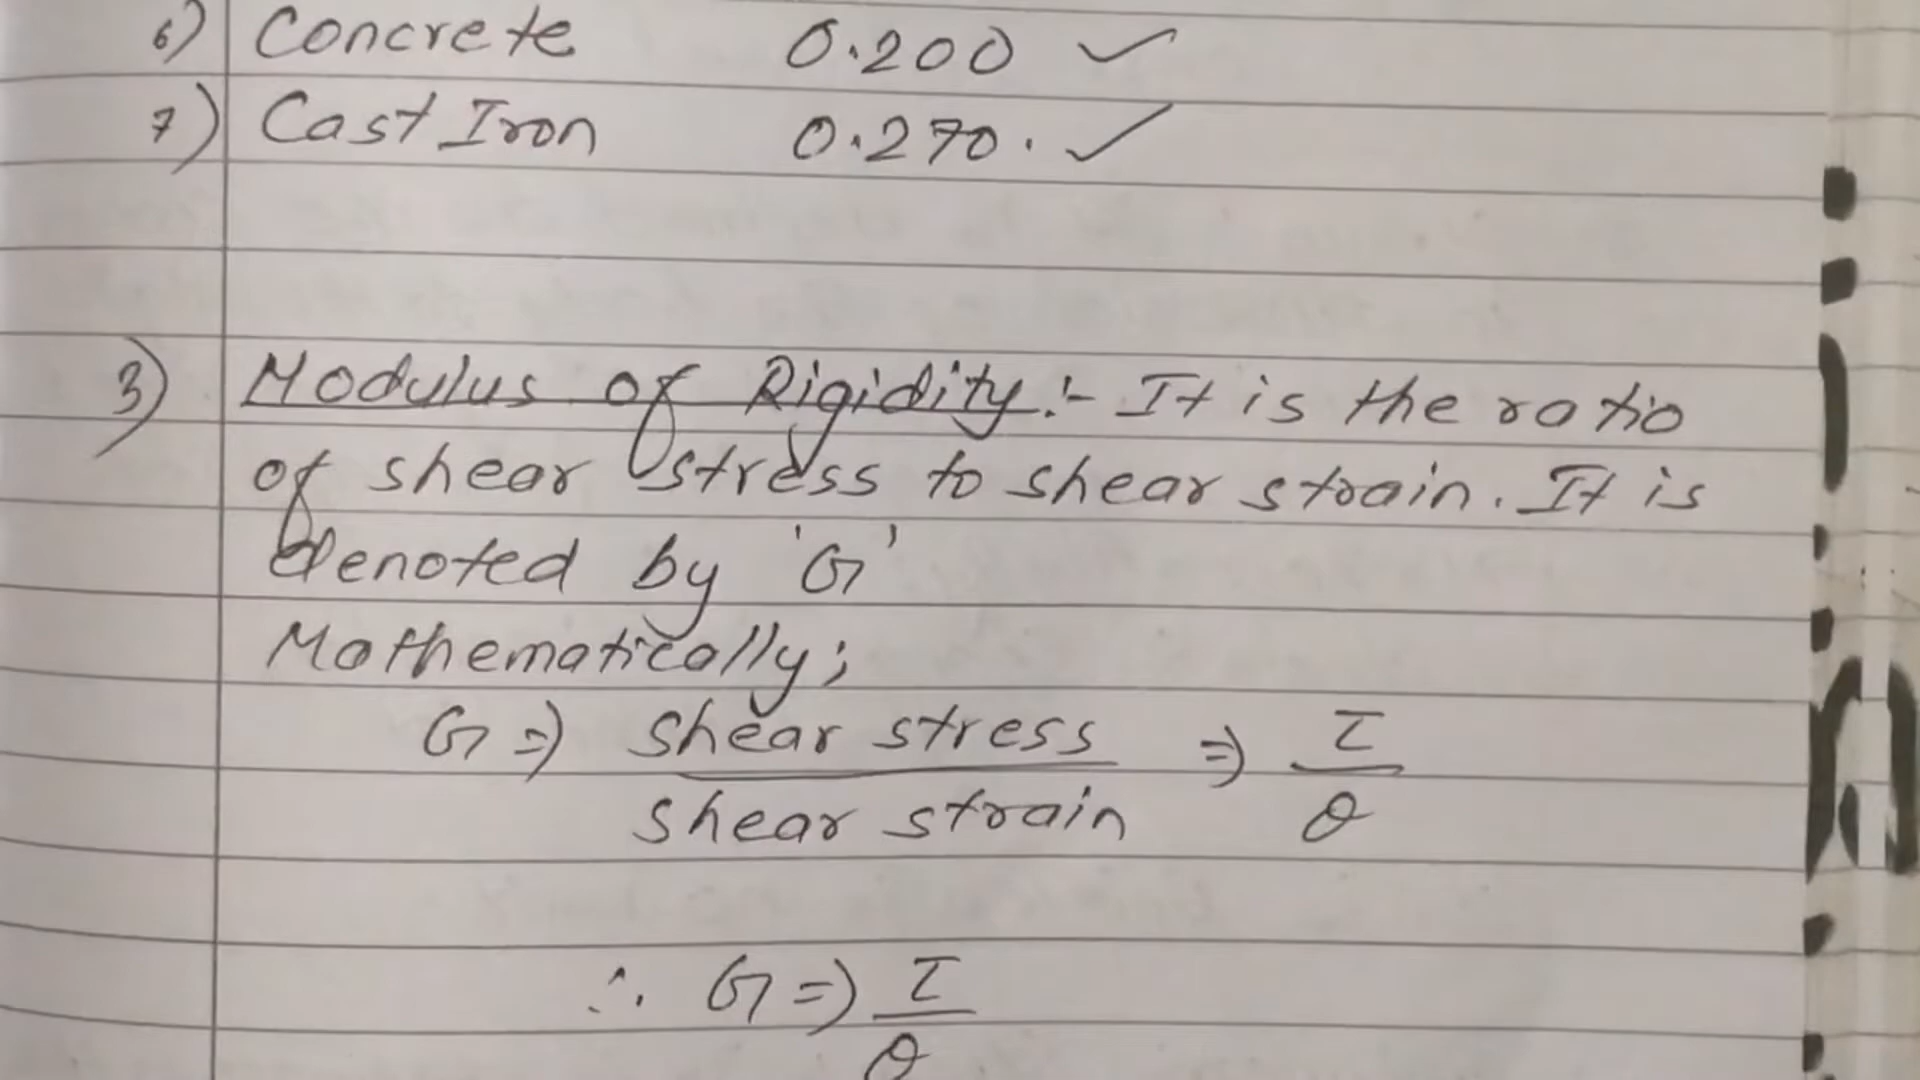 6) Concrete 0.200 ✓
7) Cast Iron 0.270. ✓
3) Modulus of Rigidity :- It is the ratio
of shear stress to shear strain. It is
denoted by 'G'
Mathematically;
G => shear stress / shear strain => τ / θ
∴ G => τ / θ